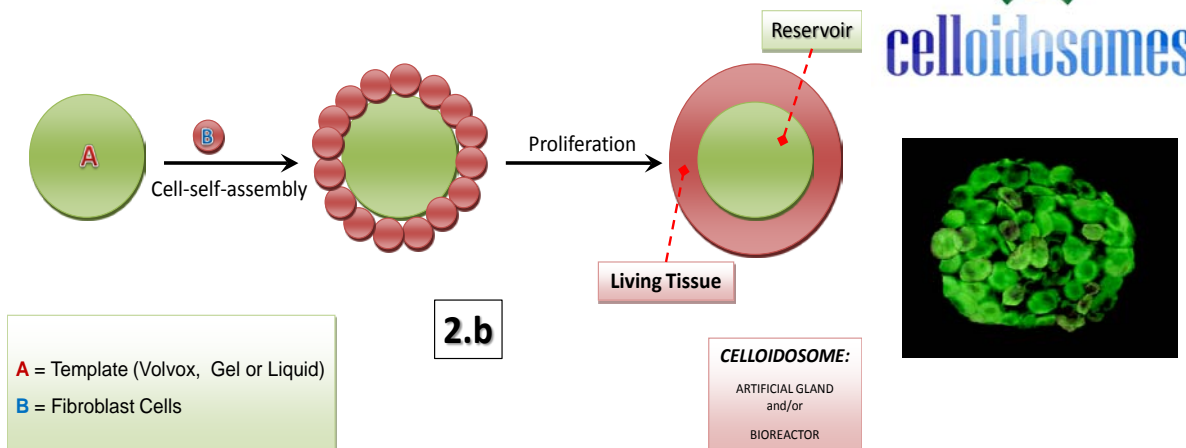 Reservoir
celloidosomes
A
B
Cell-self-assembly
Proliferation
Living Tissue
2.b
A = Template (Volvox, Gel or Liquid)
B = Fibroblast Cells
CELLOIDOSOME:
ARTIFICIAL GLAND
and/or
BIOREACTOR